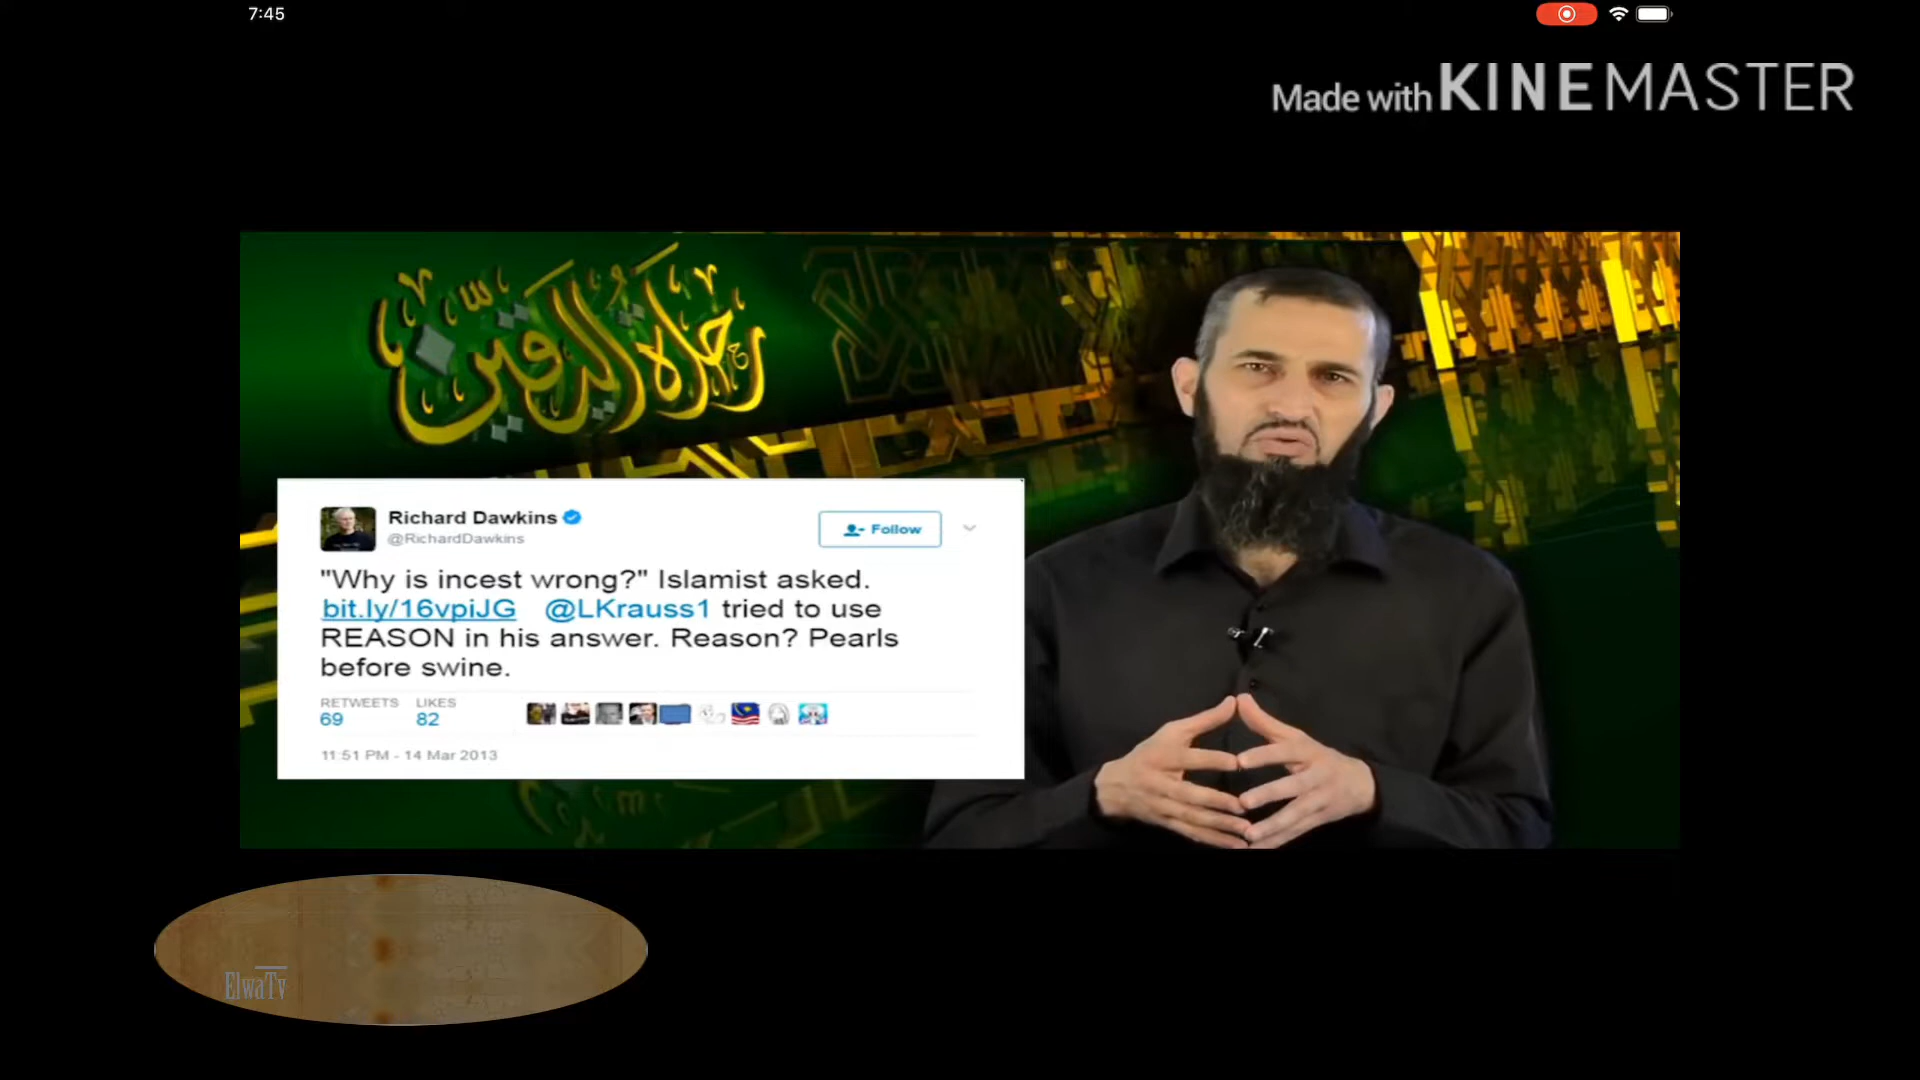 7:45
Made with KINEMASTER
رحلة اليقين
Richard Dawkins
@RichardDawkins
Follow
"Why is incest wrong?" Islamist asked.
bit.ly/16vpiJG @LKrauss1 tried to use
REASON in his answer. Reason? Pearls
before swine.
RETWEETS LIKES
69 82
11:51 PM - 14 Mar 2013
ElwaTv